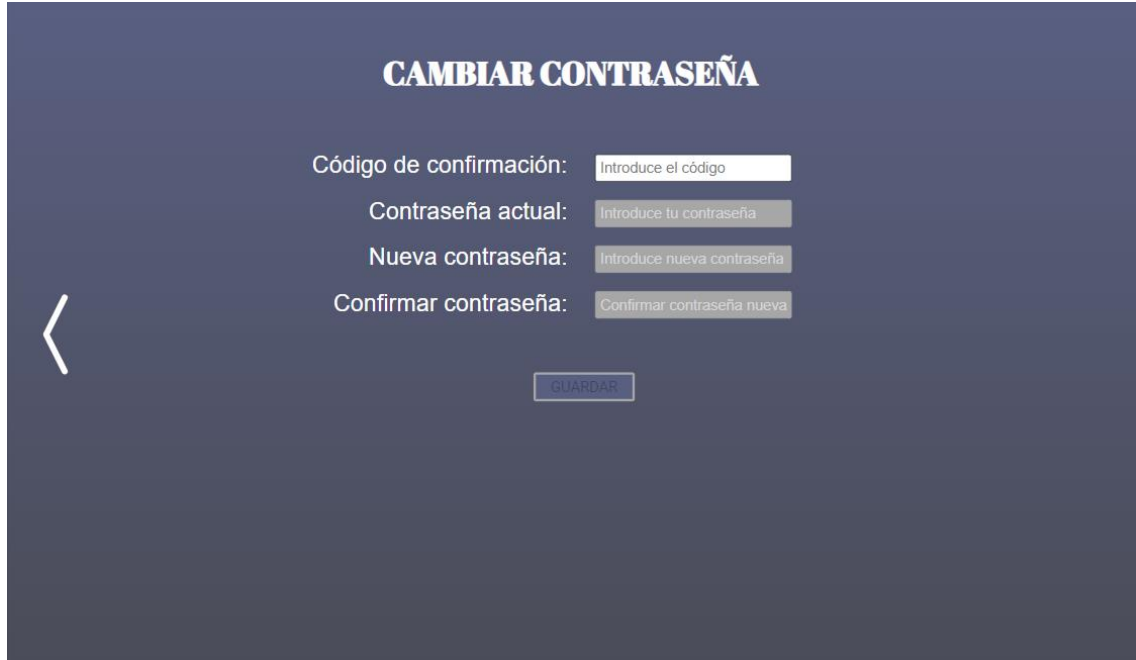 CAMBIAR CONTRASEÑA
Código de confirmación: Introduce el código
Contraseña actual: Introduce tu contraseña
Nueva contraseña: Introduce nueva contraseña
Confirmar contraseña: Confirmar contraseña nueva
GUARDAR